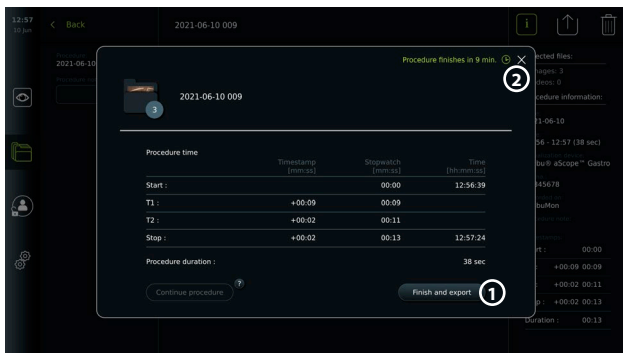 12:57
10 Jun
Back
2021-06-10 009
i
2021-06-10
Procedure finishes in 9 min.
2
3
2021-06-10 009
Procedure time
Timestamp [mm:ss] Stopwatch [mm:ss] Time [hh:mm:ss]
Start : 00:00 12:56:39
T1 : +00:09 00:09
T2 : +00:02 00:11
Stop : +00:02 00:13 12:57:24
Procedure duration : 38 sec
Continue procedure ?
Finish and export 1
ected files:
ages: 3
deos: 0
cedure information:
1-06-10
56 - 12:57 (38 sec)
bu® aScope™ Gastro
45678
buMon
rt : 00:00
: +00:09 00:09
: +00:02 00:11
p : +00:02 00:13
Duration : 00:13